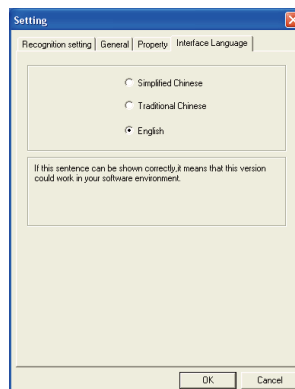 Setting
Recognition setting General Property Interface Language
Simplified Chinese
Traditional Chinese
English
If this sentence can be shown correctly,it means that this version
could work in your software environment.
OK Cancel